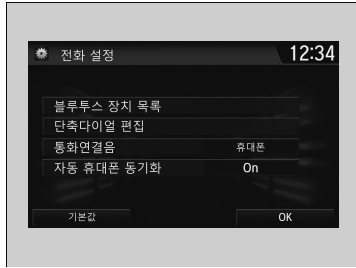 전화 설정 12:34
블루투스 장치 목록
단축다이얼 편집
통화연결음 휴대폰
자동 휴대폰 동기화 On
기본값 OK